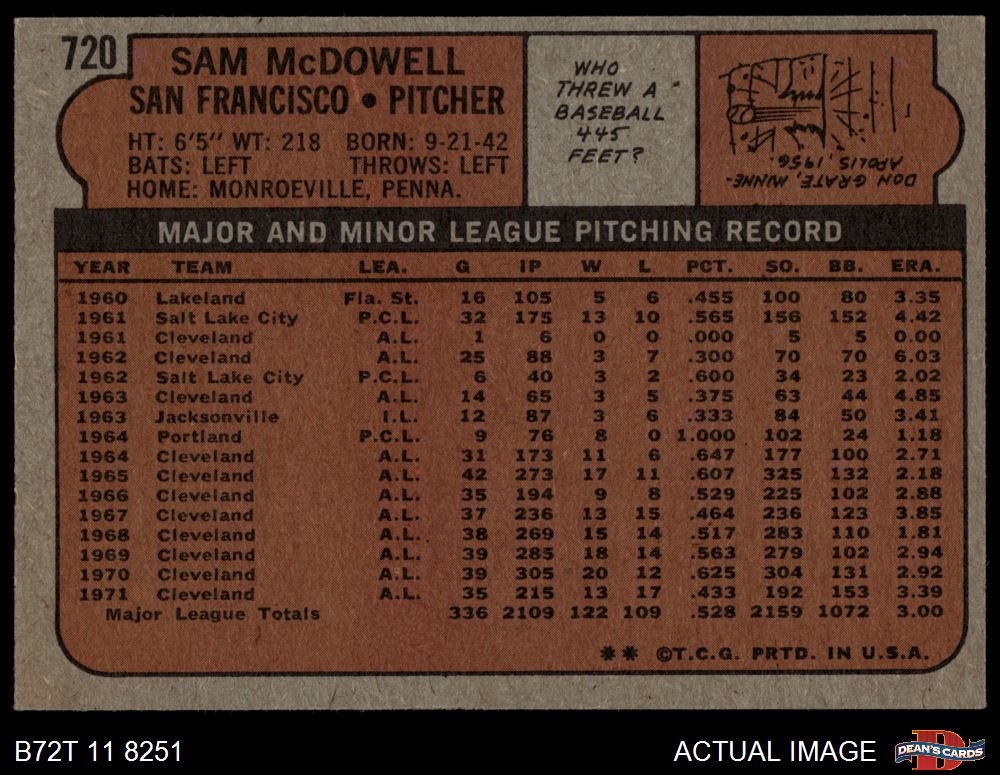 720
SAM McDOWELL
SAN FRANCISCO • PITCHER
HT: 6'5" WT: 218 BORN: 9-21-42
BATS: LEFT THROWS: LEFT
HOME: MONROEVILLE, PENNA.
WHO
THREW A
BASEBALL
445
FEET?
DON GRATE, MINNE-
APOLIS, 1956.
MAJOR AND MINOR LEAGUE PITCHING RECORD
YEAR TEAM LEA. G IP W L PCT. SO. BB. ERA.
1960 Lakeland Fla. St. 16 105 5 6 .455 100 80 3.35
1961 Salt Lake City P.C.L. 32 175 13 10 .565 156 152 4.42
1961 Cleveland A.L. 1 6 0 0 .000 5 5 0.00
1962 Cleveland A.L. 25 88 3 7 .300 70 70 6.03
1962 Salt Lake City P.C.L. 6 40 3 2 .600 34 23 2.02
1963 Cleveland A.L. 14 65 3 5 .375 63 44 4.85
1963 Jacksonville I.L. 12 87 3 6 .333 84 50 3.41
1964 Portland P.C.L. 9 76 8 0 1.000 102 24 1.18
1964 Cleveland A.L. 31 173 11 6 .647 177 100 2.71
1965 Cleveland A.L. 42 273 17 11 .607 325 132 2.18
1966 Cleveland A.L. 35 194 9 8 .529 225 102 2.88
1967 Cleveland A.L. 37 236 13 15 .464 236 123 3.85
1968 Cleveland A.L. 38 269 15 14 .517 283 110 1.81
1969 Cleveland A.L. 39 285 18 14 .563 279 102 2.94
1970 Cleveland A.L. 39 305 20 12 .625 304 131 2.92
1971 Cleveland A.L. 35 215 13 17 .433 192 153 3.39
Major League Totals 336 2109 122 109 .528 2159 1072 3.00
** ©T.C.G. PRTD. IN U.S.A.
B72T 11 8251
ACTUAL IMAGE
DEAN'S CARDS